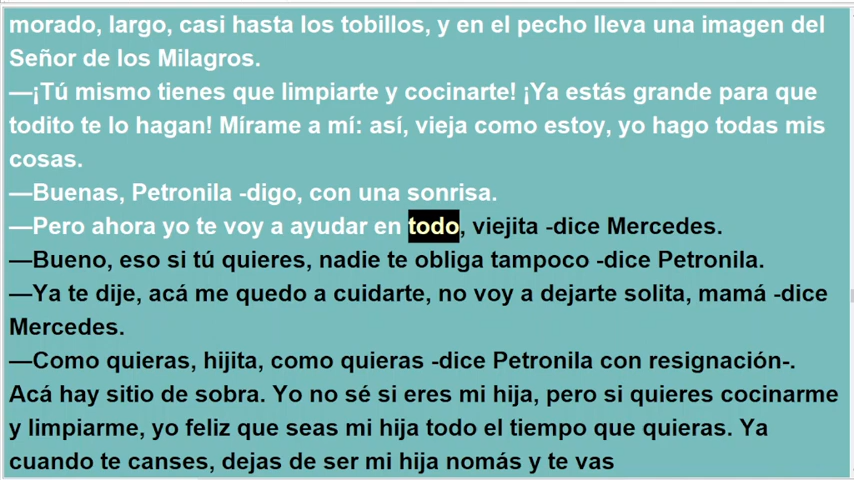 morado, largo, casi hasta los tobillos, y en el pecho lleva una imagen del
Señor de los Milagros.
—¡Tú mismo tienes que limpiarte y cocinarte! ¡Ya estás grande para que
todito te lo hagan! Mírame a mí: así, vieja como estoy, yo hago todas mis
cosas.
—Buenas, Petronila -digo, con una sonrisa.
—Pero ahora yo te voy a ayudar en todo, viejita -dice Mercedes.
—Bueno, eso si tú quieres, nadie te obliga tampoco -dice Petronila.
—Ya te dije, acá me quedo a cuidarte, no voy a dejarte solita, mamá -dice
Mercedes.
—Como quieras, hijita, como quieras -dice Petronila con resignación-.
Acá hay sitio de sobra. Yo no sé si eres mi hija, pero si quieres cocinarme
y limpiarme, yo feliz que seas mi hija todo el tiempo que quieras. Ya
cuando te canses, dejas de ser mi hija nomás y te vas